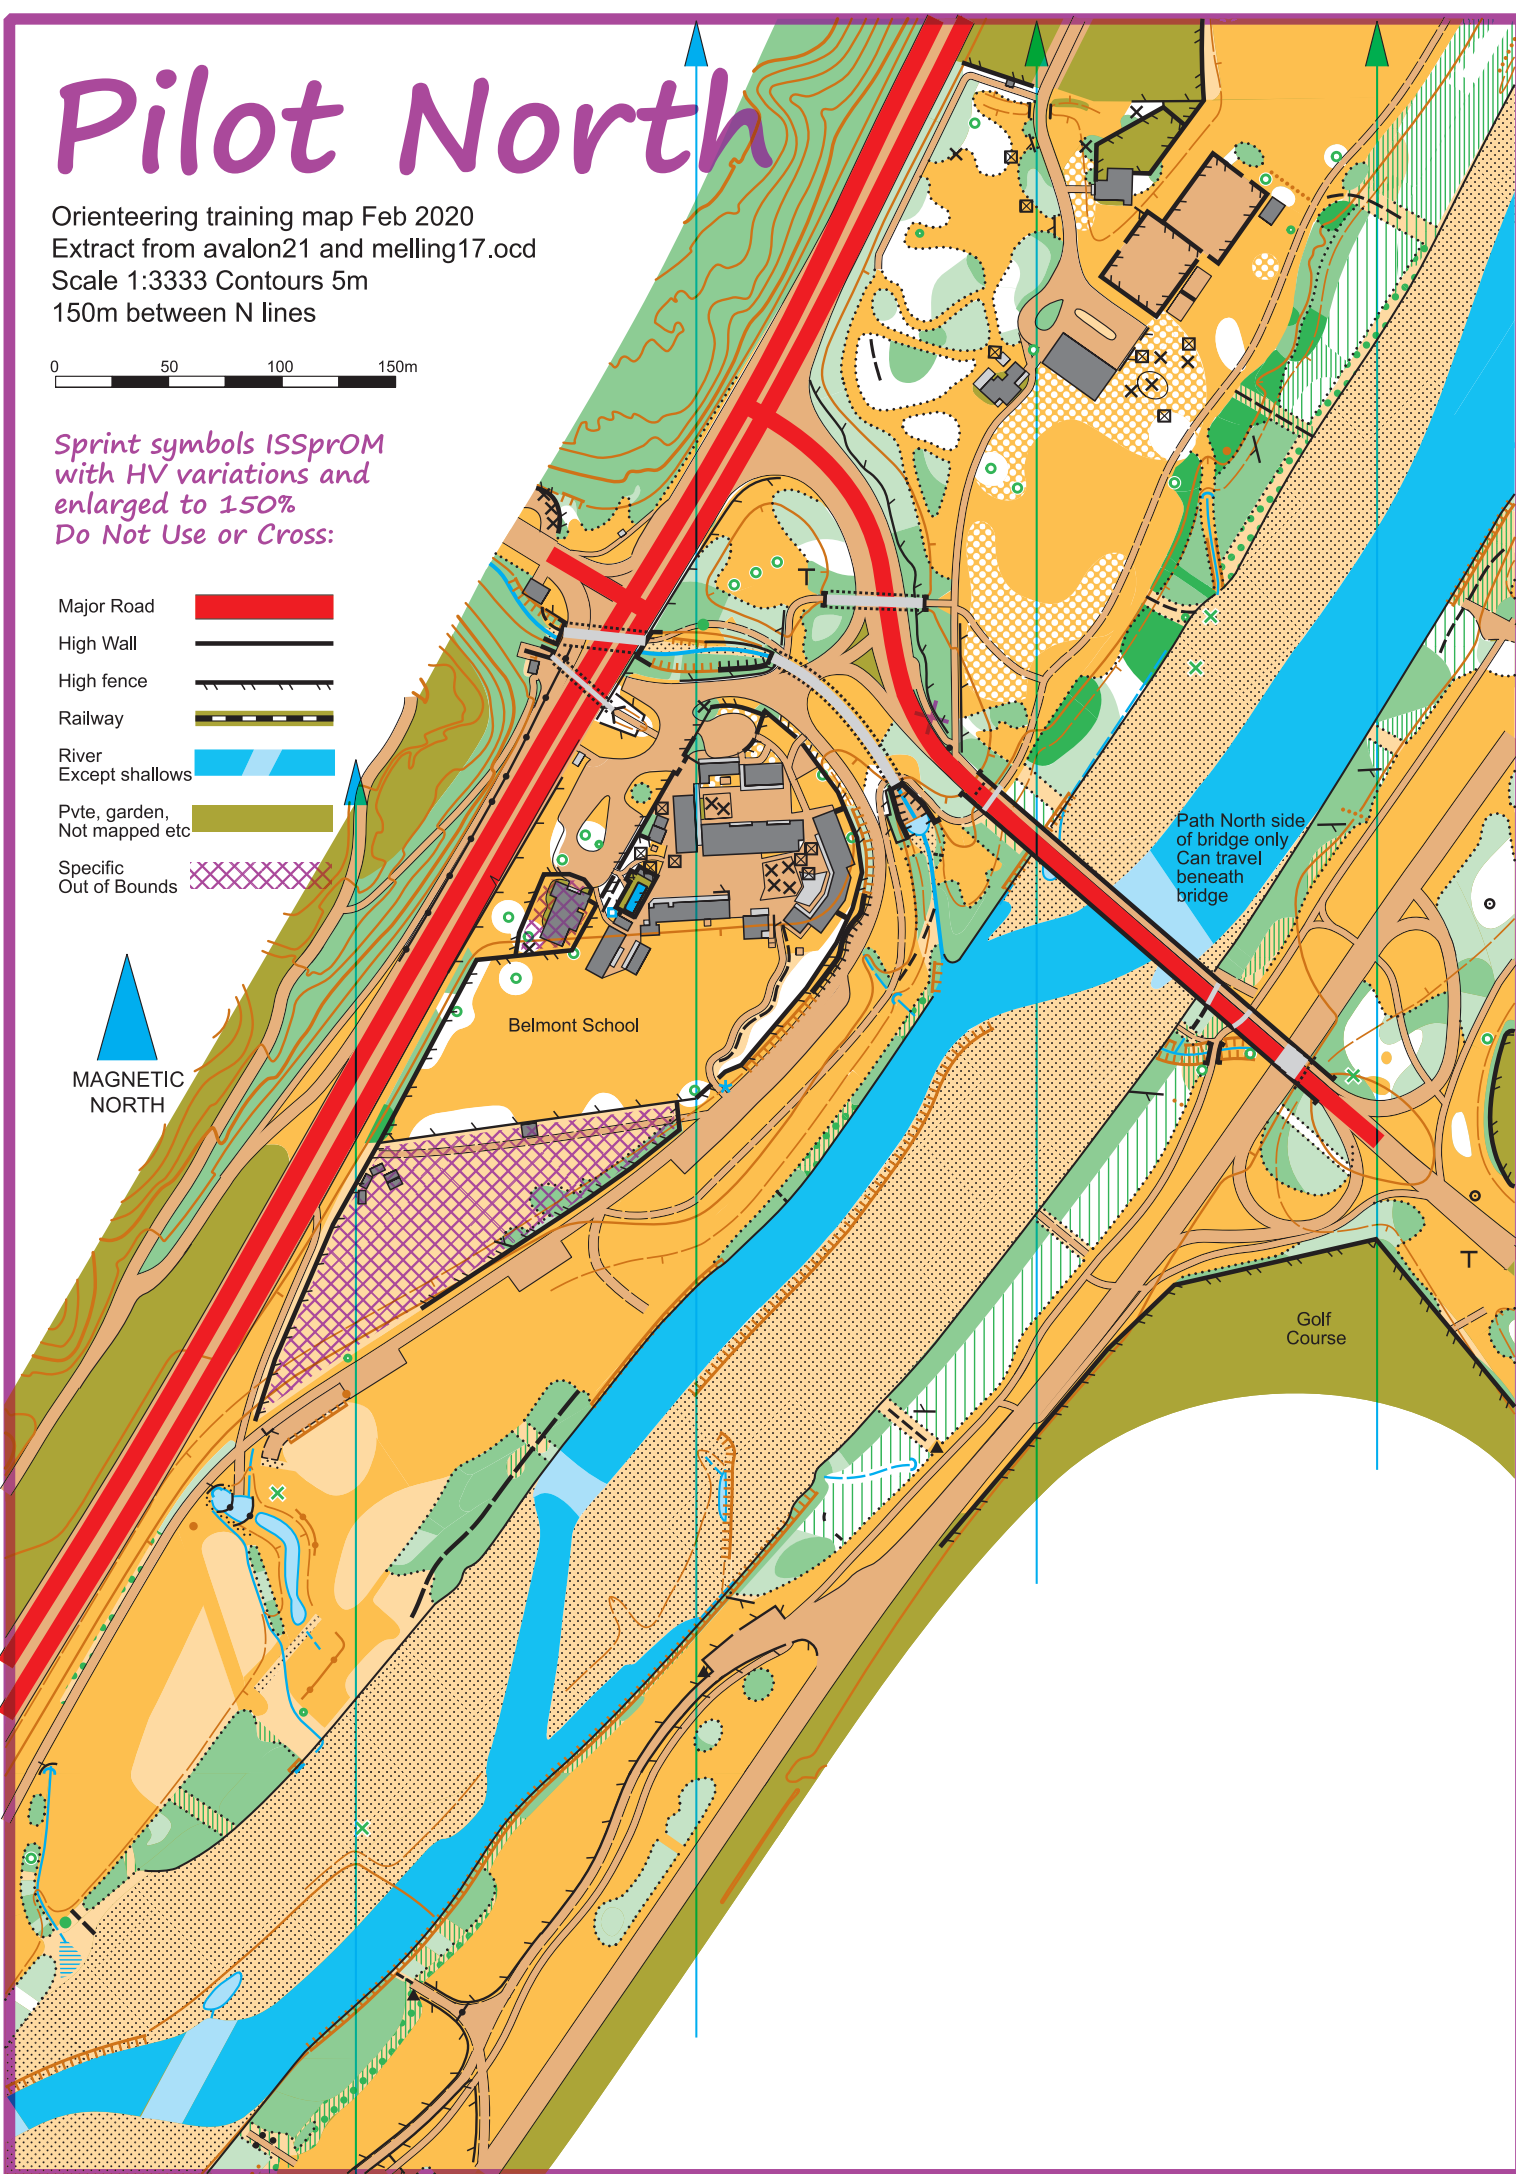 Pilot North
Orienteering training map Feb 2020
Extract from avalon21 and melling17.ocd
Scale 1:3333 Contours 5m
150m between N lines
0 50 100 150m
Sprint symbols ISSprOM
with HV variations and
enlarged to 150%
Do Not Use or Cross:
Major Road
High Wall
High fence
Railway
River
Except shallows
Pvte, garden,
Not mapped etc
Specific
Out of Bounds
MAGNETIC
NORTH
Path North side
of bridge only
Can travel
beneath
bridge
Belmont School
Golf
Course